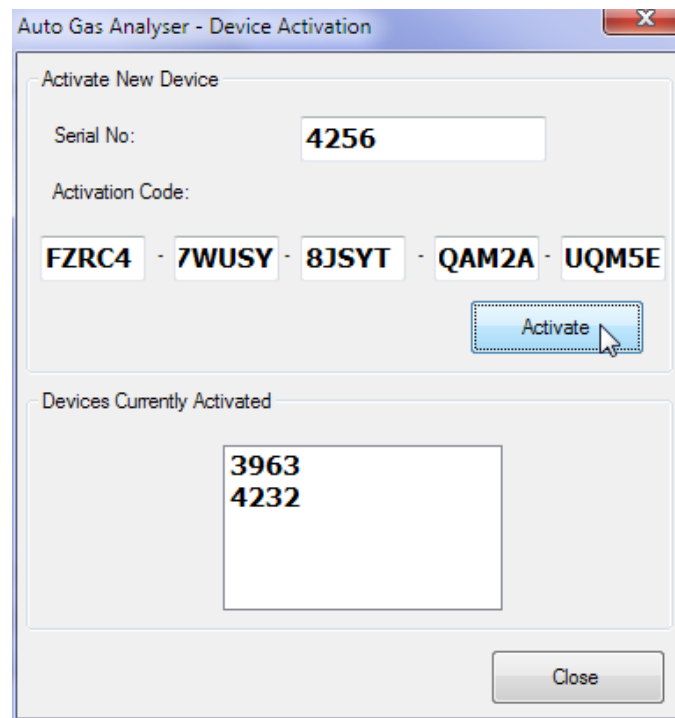 Auto Gas Analyser - Device Activation
x
Activate New Device
Serial No:
4256
Activation Code:
FZRC4 - 7WUSY - 8JSYT - QAM2A - UQM5E
Activate
Devices Currently Activated
3963
4232
Close